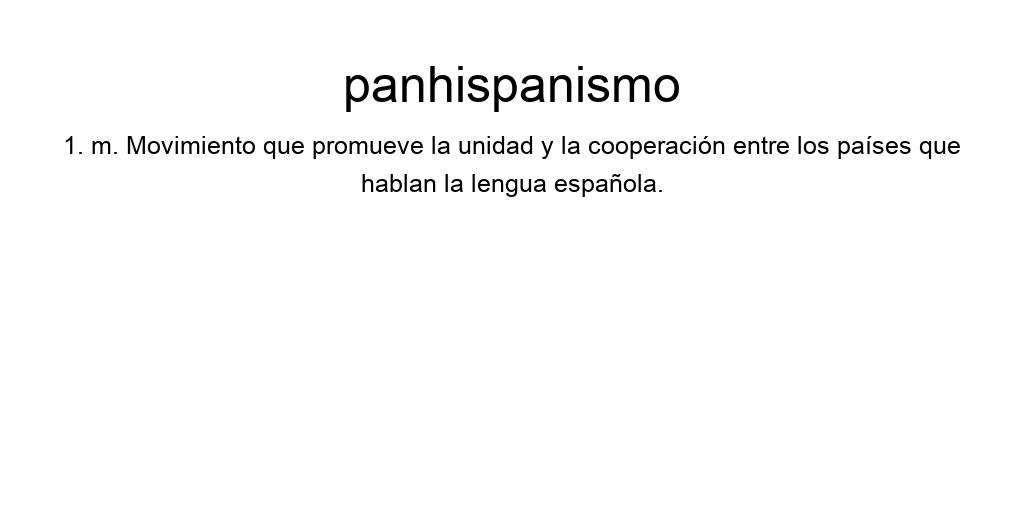 panhispanismo
1. m. Movimiento que promueve la unidad y la cooperación entre los países que
hablan la lengua española.